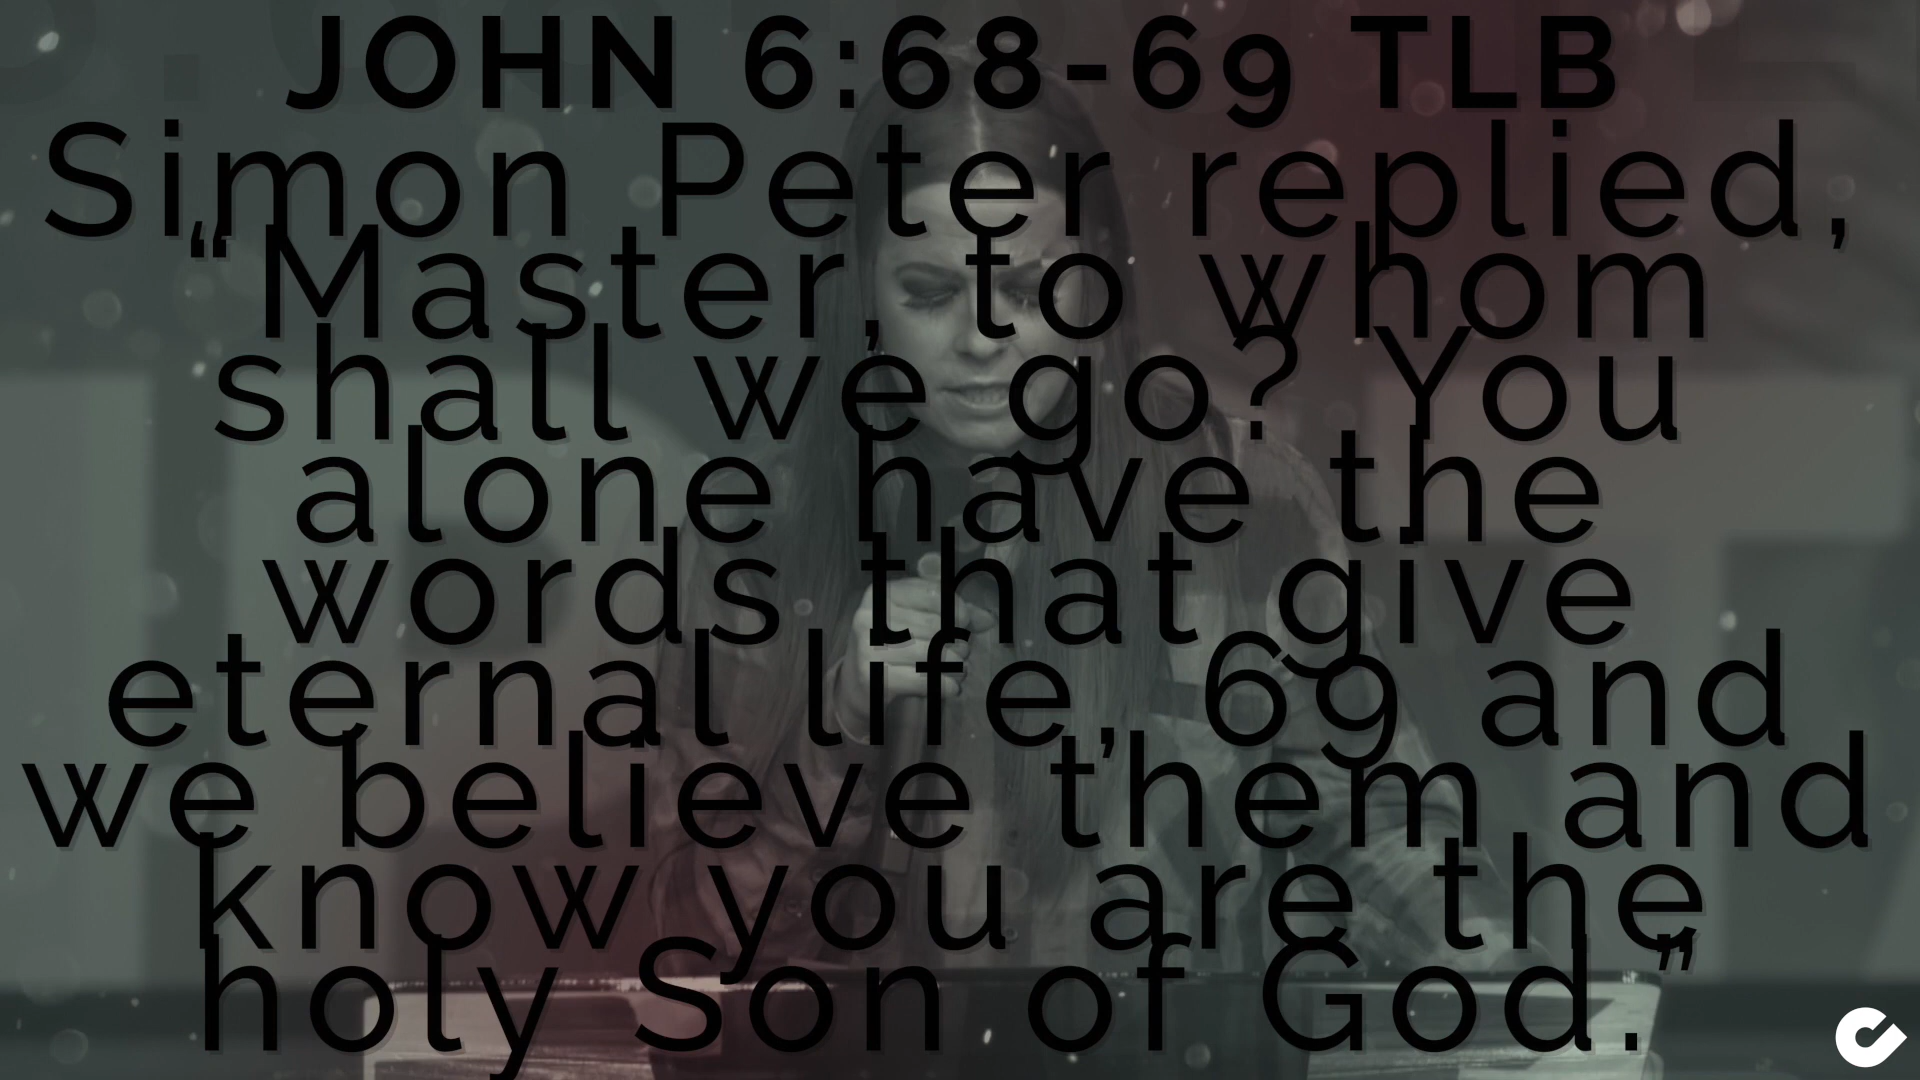 JOHN 6:68-69 TLB
Simon Peter replied,
“Master, to whom
shall we go? You
alone have the
words that give
eternal life, 69 and
we believe them and
know you are the
holy Son of God.”